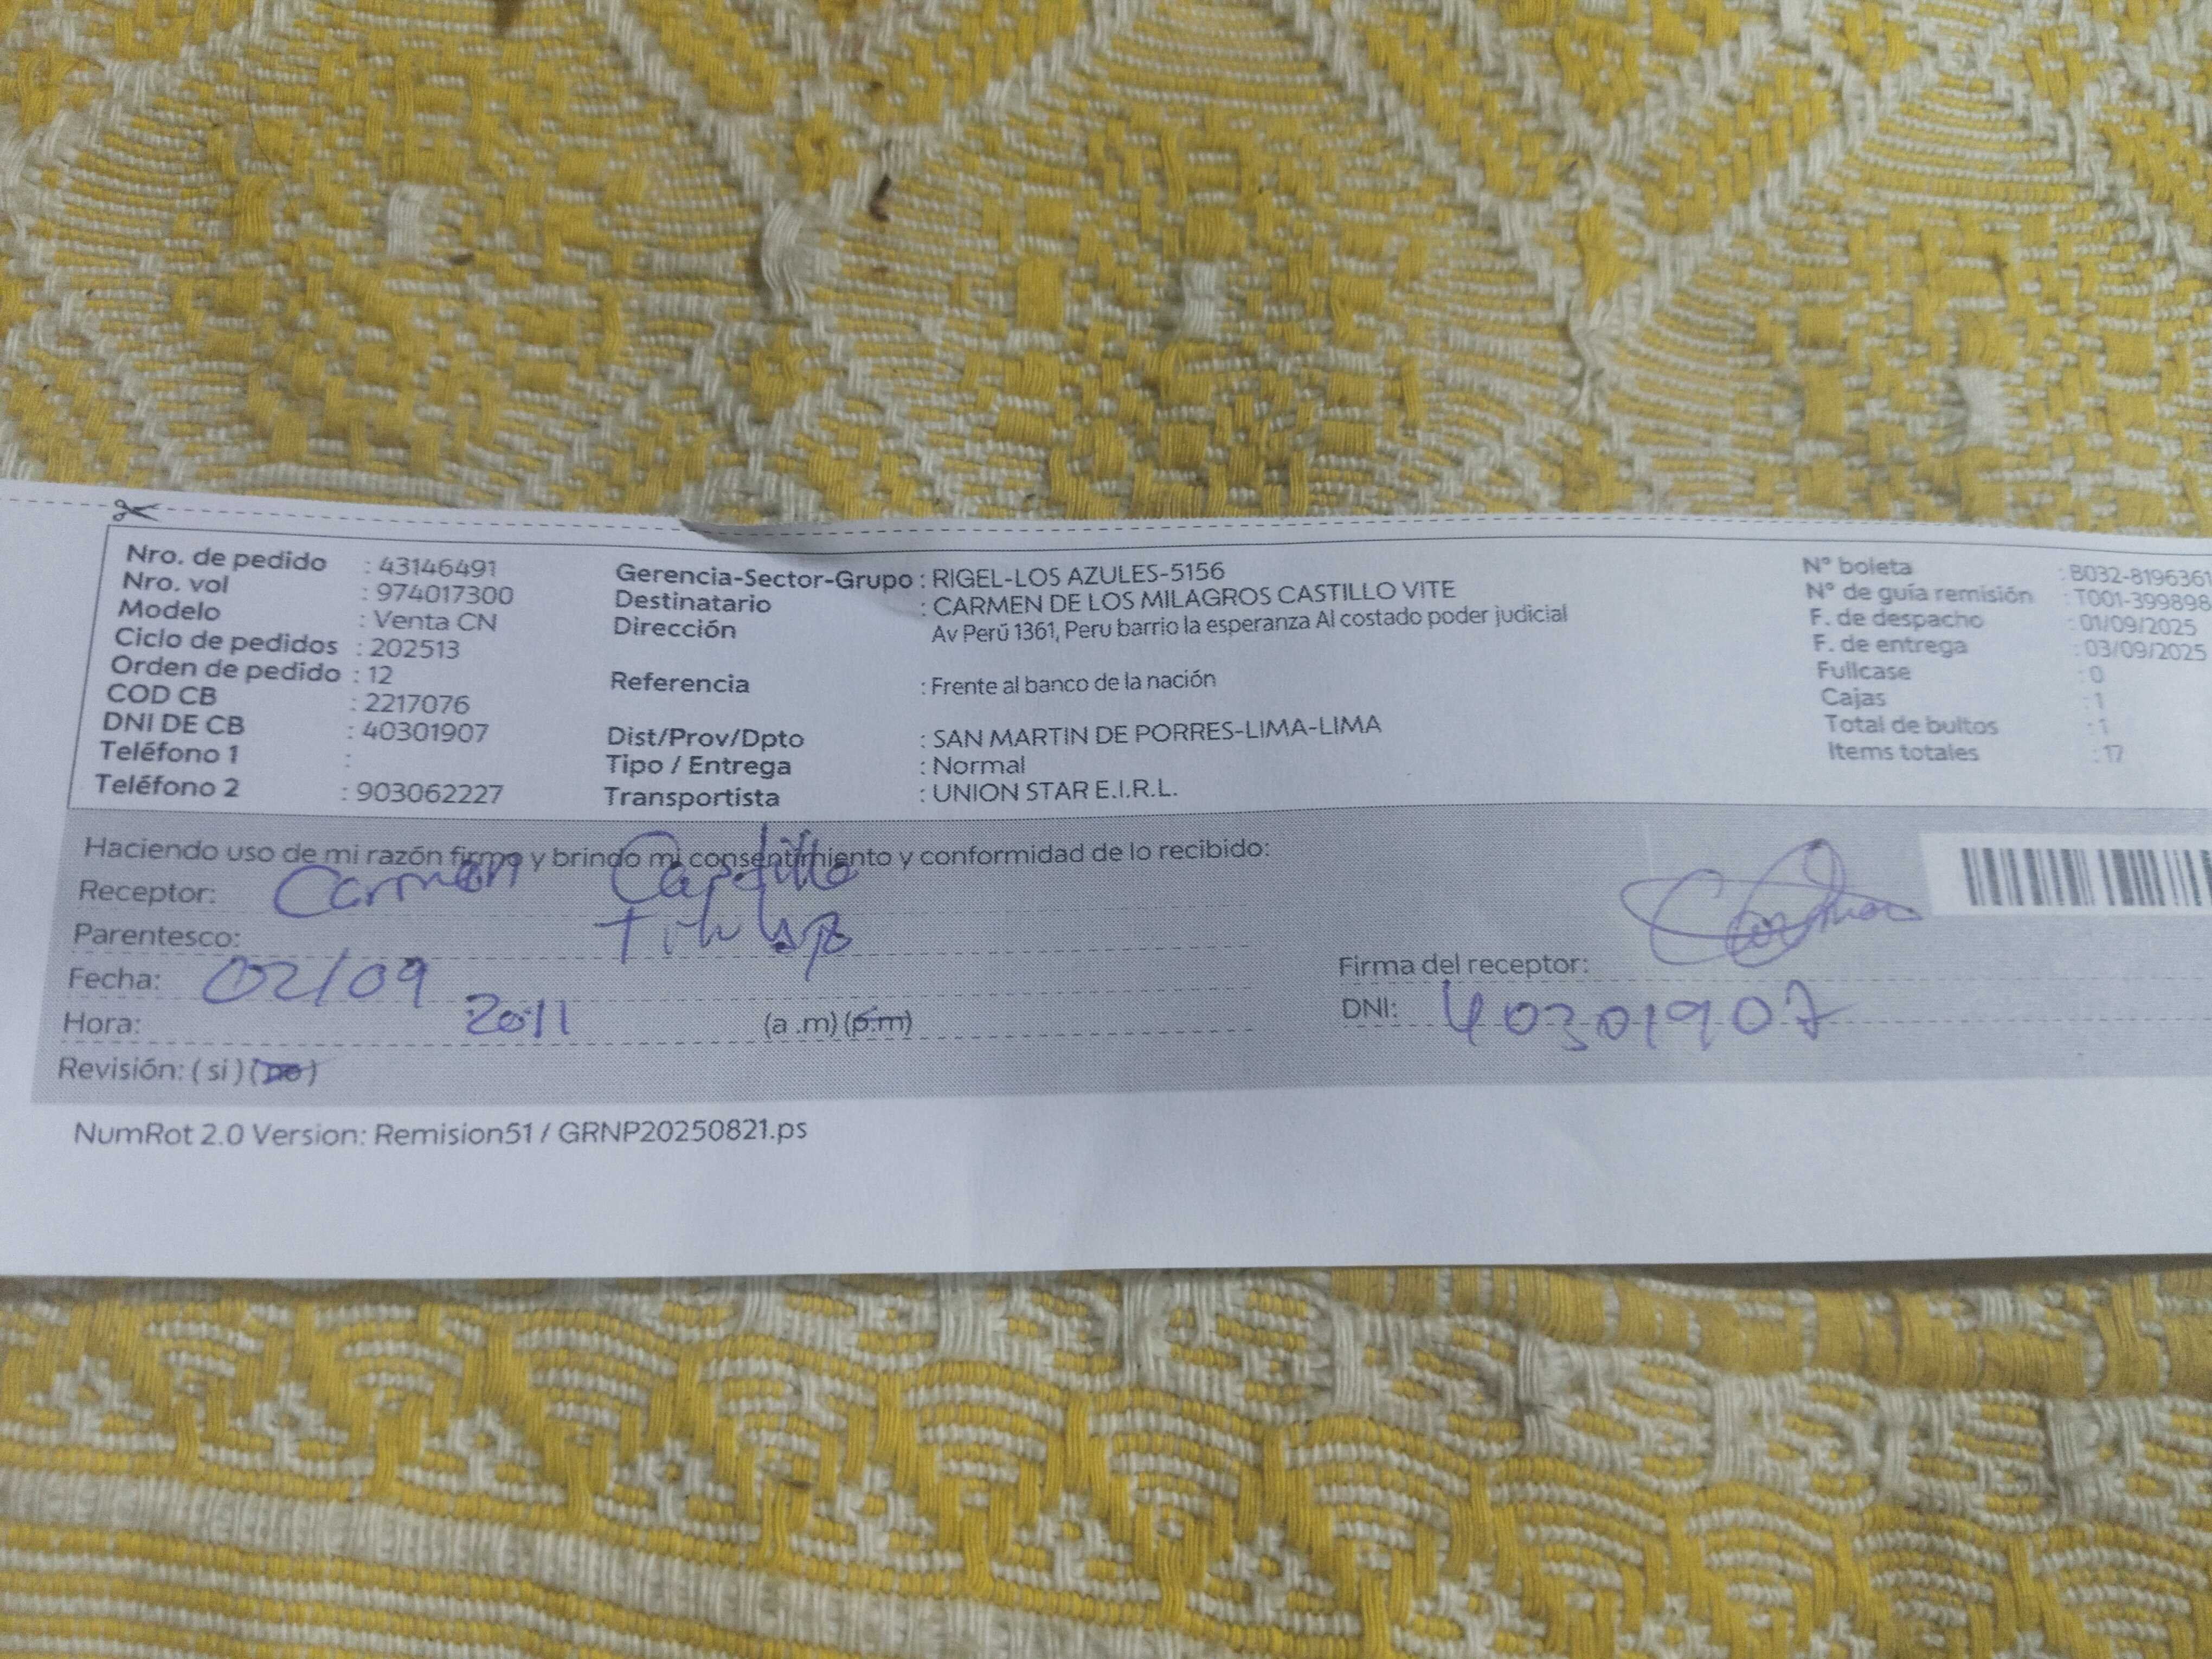 Nro. de pedido : 43146491
Nro. vol : 974017300
Modelo : Venta CN
Ciclo de pedidos : 202513
Orden de pedido : 12
COD CB : 2217076
DNI DE CB : 40301907
Teléfono 1 :
Teléfono 2 : 903062227
Gerencia-Sector-Grupo : RIGEL-LOS AZULES-5156
Destinatario : CARMEN DE LOS MILAGROS CASTILLO VITE
Dirección Av Perú 1361, Peru barrio la esperanza Al costado poder judicial
Referencia : Frente al banco de la nación
Dist/Prov/Dpto : SAN MARTIN DE PORRES-LIMA-LIMA
Tipo / Entrega : Normal
Transportista : UNION STAR E.I.R.L.
N° boleta : B032-8196361
N° de guía remisión : T001-399898
F. de despacho : 01/09/2025
F. de entrega : 03/09/2025
Fullcase : 0
Cajas : 1
Total de bultos : 1
Items totales : 17
Haciendo uso de mi razón firmo y brindo mi consentimiento y conformidad de lo recibido:
Receptor: Carmen Castillo
Parentesco:
Fecha: 02/09
Hora: 20:11 (a .m) (p.m)
Revisión: ( si ) (no)
Firma del receptor:
DNI: 40301907
NumRot 2.0 Version: Remision51 / GRNP20250821.ps